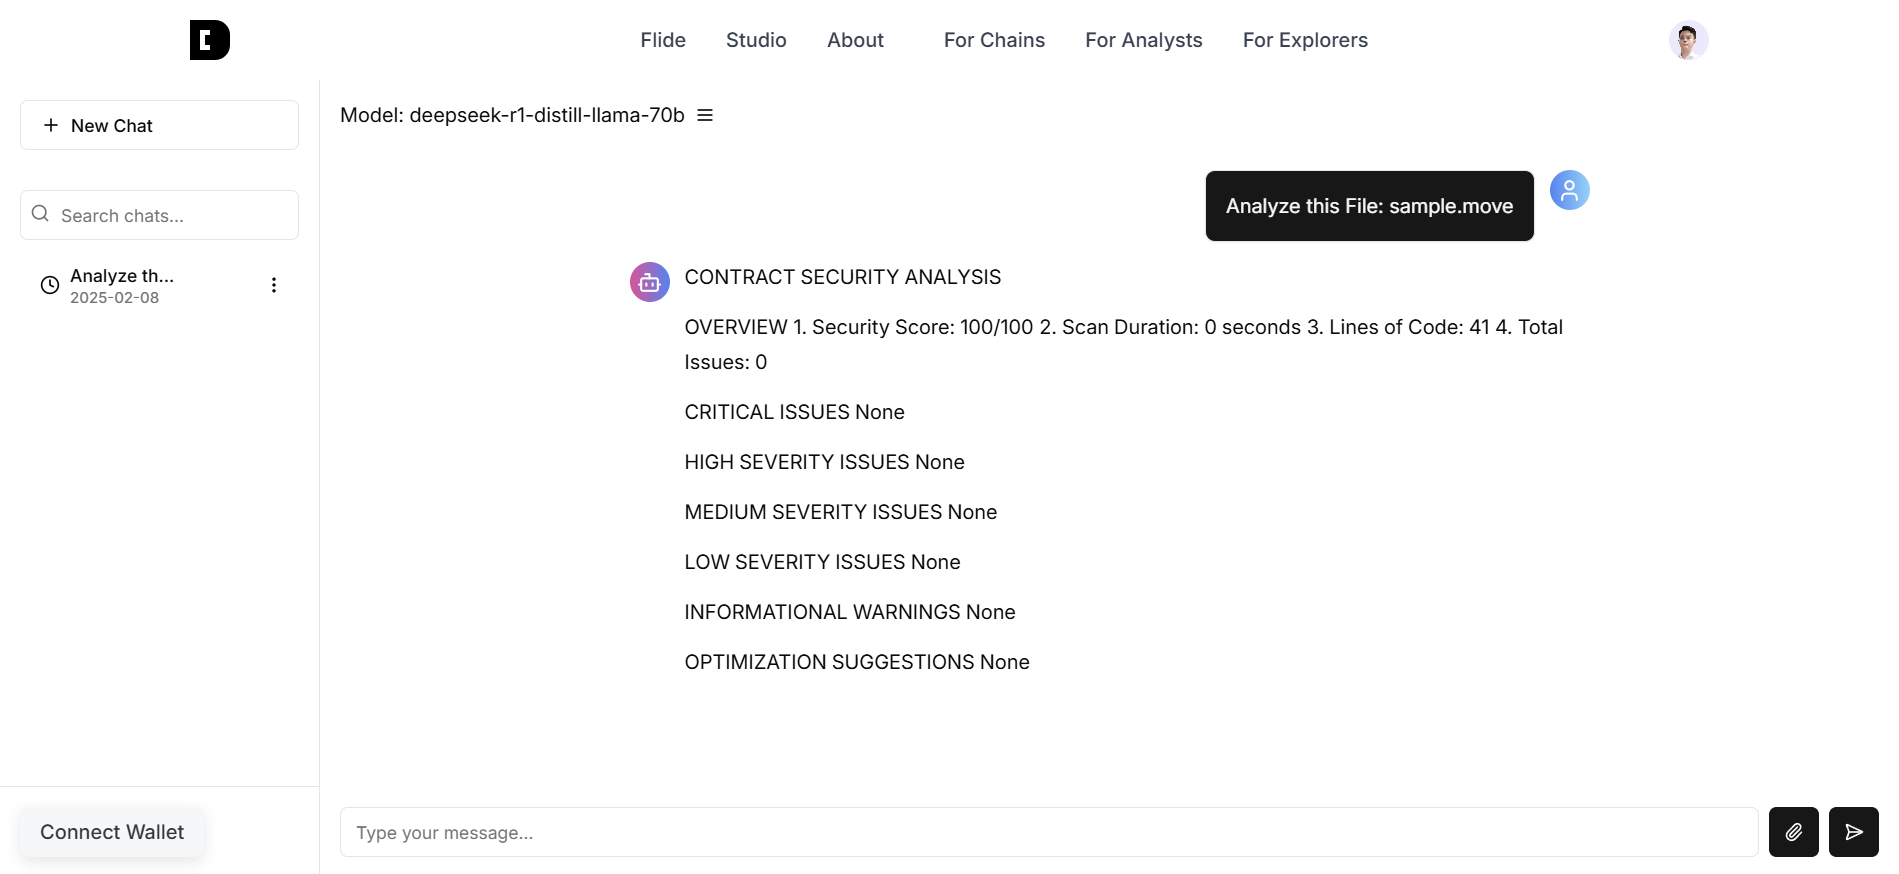 Flide Studio About For Chains For Analysts For Explorers
New Chat
Search chats...
Analyze th...
2025-02-08
Connect Wallet
Model: deepseek-r1-distill-llama-70b
Analyze this File: sample.move
CONTRACT SECURITY ANALYSIS
OVERVIEW 1. Security Score: 100/100 2. Scan Duration: 0 seconds 3. Lines of Code: 41 4. Total
Issues: 0
CRITICAL ISSUES None
HIGH SEVERITY ISSUES None
MEDIUM SEVERITY ISSUES None
LOW SEVERITY ISSUES None
INFORMATIONAL WARNINGS None
OPTIMIZATION SUGGESTIONS None
Type your message...